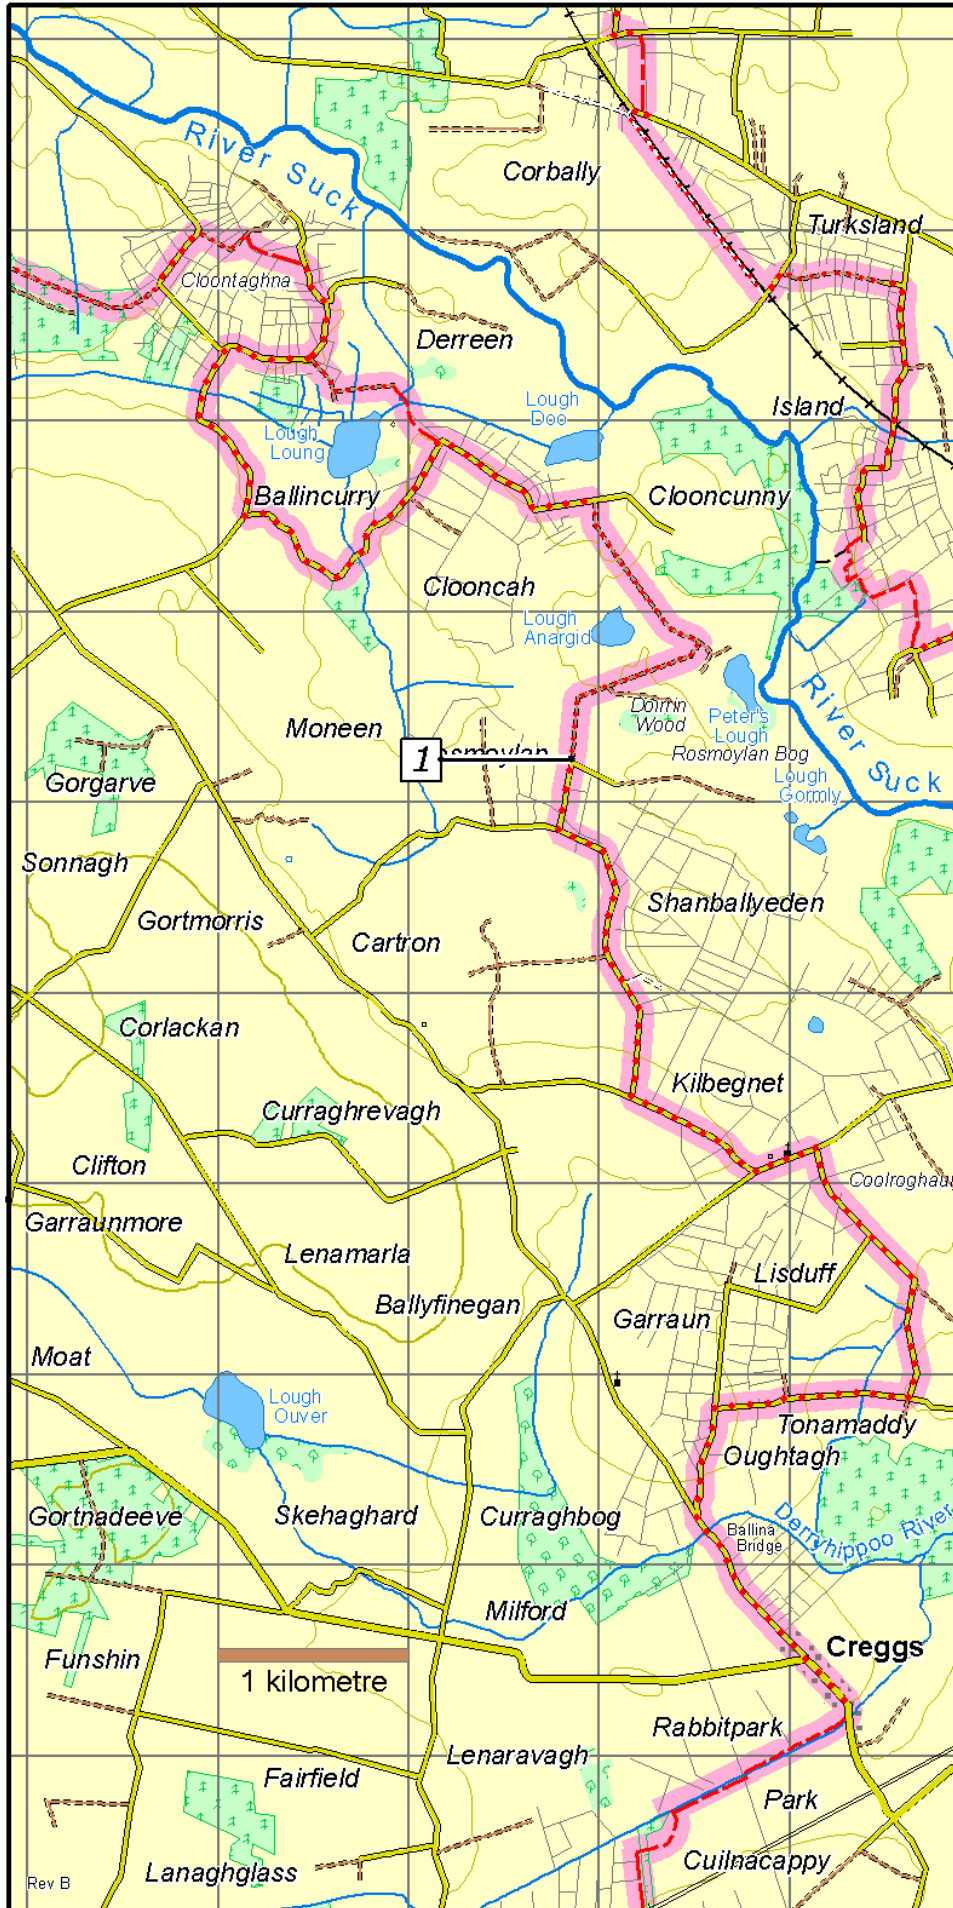 River Suck
Corbally
Turksland
Cloontaghna
Derreen
Lough
Doo
Island
Lough
Loung
Ballincurry
Clooncunny
Clooncah
Lough
Anargid
River Suck
Doirrin
Wood
Peter's
Lough
Moneen
1
Rosmoylan Bog
Gorgarve
Lough
Gormly
Sonnagh
Shanballyeden
Gortmorris
Cartron
Corlackan
Kilbegnet
Curraghrevagh
Clifton
Garraunmore
Lenamarla
Lisduff
Ballyfinegan
Garraun
Moat
Lough
Ouver
Tonamaddy
Oughtagh
Gortnadeeve
Skehaghard
Curraghbog
Ballina
Bridge
Derryhippoo River
Milford
Creggs
Funshin
1 kilometre
Rabbitpark
Lenaravagh
Fairfield
Park
Cuilnacappy
Lanaghglass
Rev B